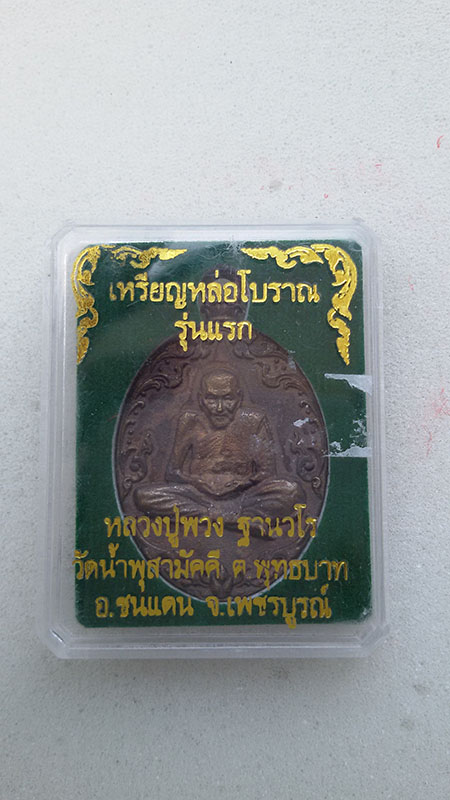 เหรียญหล่อโบราณ
รุ่นแรก
หลวงปู่พวง ฐานวโร
วัดน้ำพุสามัคคี ต.พุทธบาท
อ.ชนแดน จ.เพชรบูรณ์